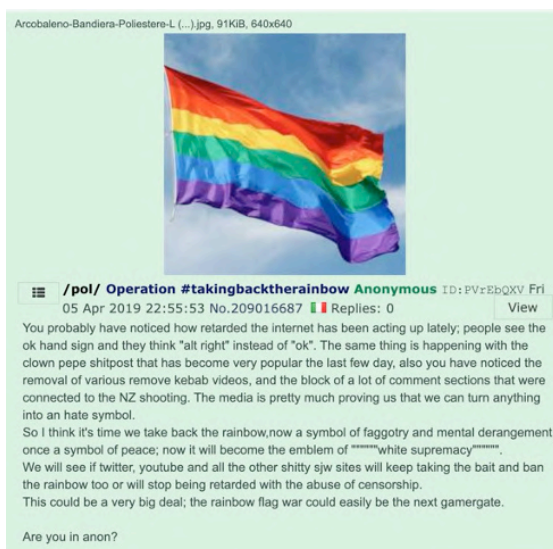 Arcobaleno-Bandiera-Poliestere-L (...).jpg, 91KiB, 640x640
/pol/ Operation #takingbacktherainbow Anonymous ID:PVrEbQXV Fri
05 Apr 2019 22:55:53 No.209016687 Replies: 0 View
You probably have noticed how retarded the internet has been acting up lately; people see the
ok hand sign and they think "alt right" instead of "ok". The same thing is happening with the
clown pepe shitpost that has become very popular the last few day, also you have noticed the
removal of various remove kebab videos, and the block of a lot of comment sections that were
connected to the NZ shooting. The media is pretty much proving us that we can turn anything
into an hate symbol.
So I think it's time we take back the rainbow,now a symbol of faggotry and mental derangement
once a symbol of peace; now it will become the emblem of """"""white supremacy"""""".
We will see if twitter, youtube and all the other shitty sjw sites will keep taking the bait and ban
the rainbow too or will stop being retarded with the abuse of censorship.
This could be a very big deal; the rainbow flag war could easily be the next gamergate.
Are you in anon?